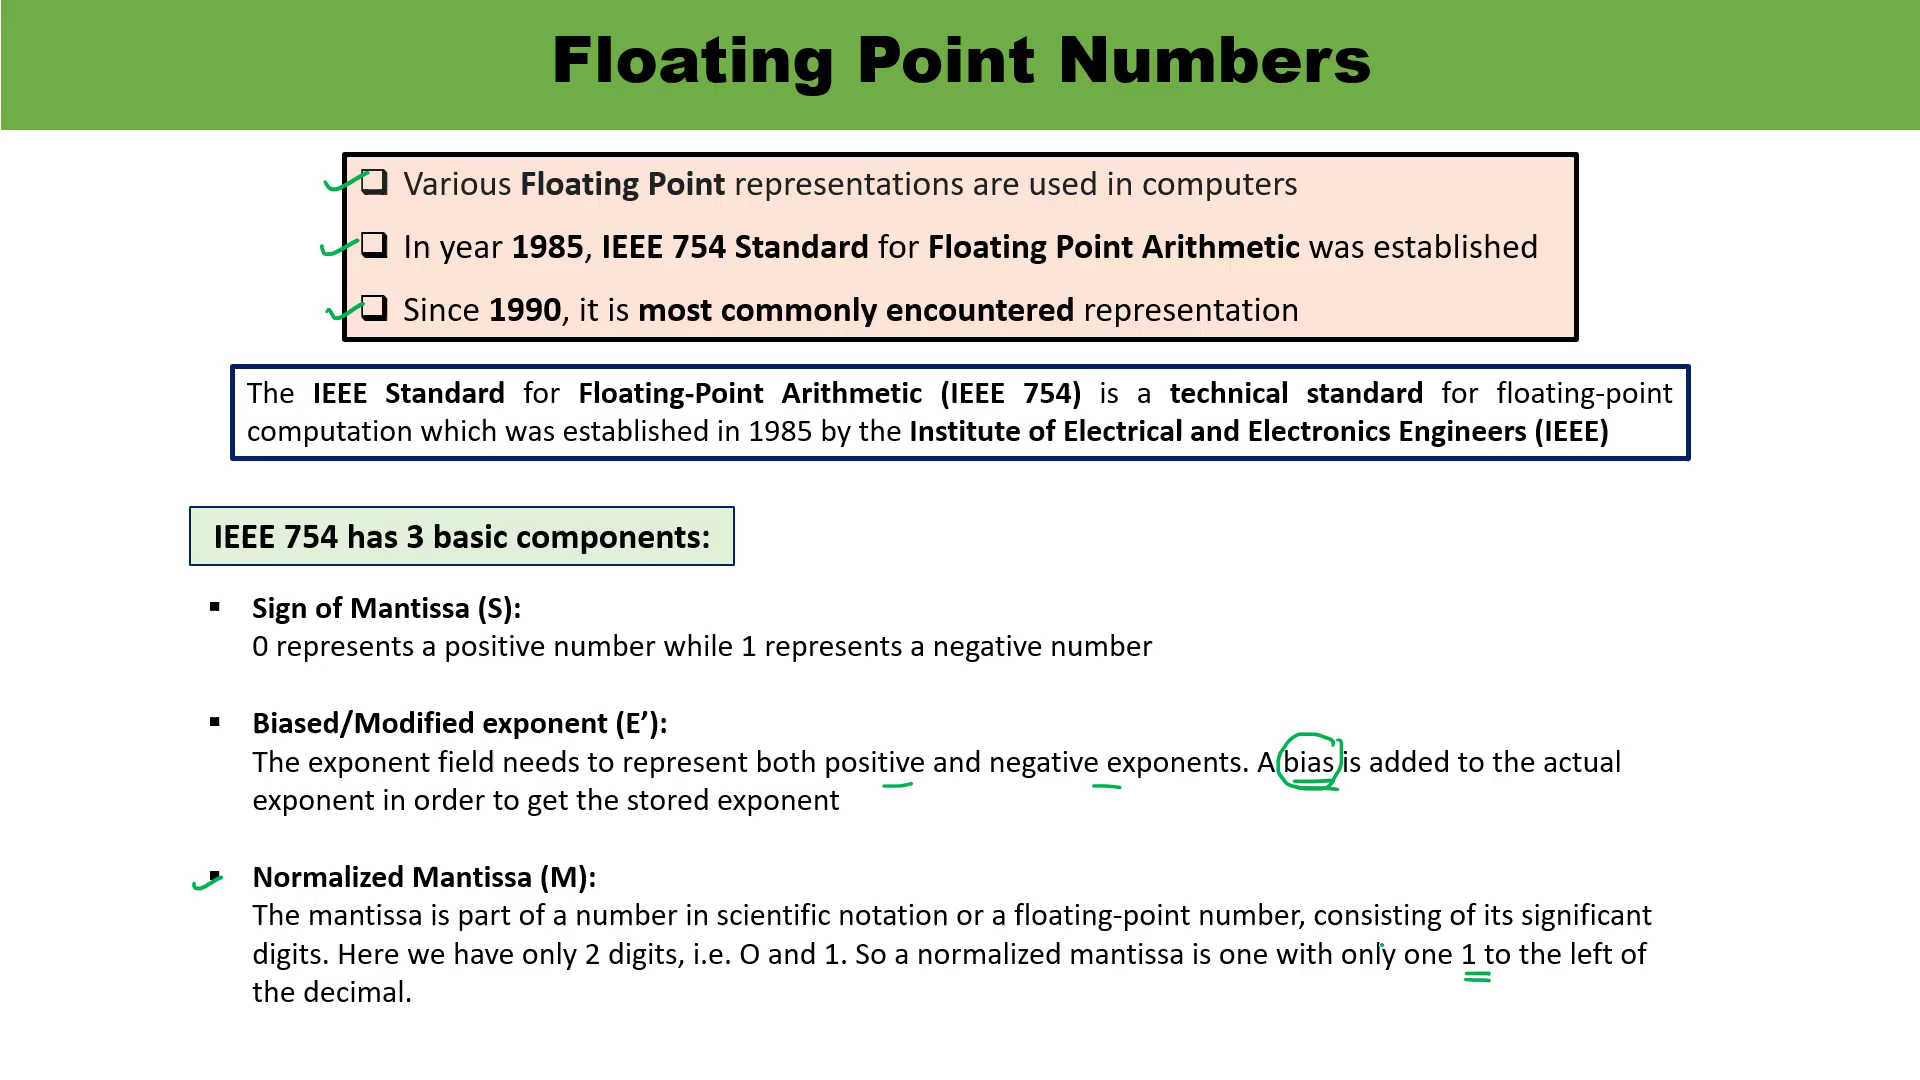 Floating Point Numbers
Various Floating Point representations are used in computers
In year 1985, IEEE 754 Standard for Floating Point Arithmetic was established
Since 1990, it is most commonly encountered representation
The IEEE Standard for Floating-Point Arithmetic (IEEE 754) is a technical standard for floating-point
computation which was established in 1985 by the Institute of Electrical and Electronics Engineers (IEEE)
IEEE 754 has 3 basic components:
Sign of Mantissa (S):
0 represents a positive number while 1 represents a negative number
Biased/Modified exponent (E’):
The exponent field needs to represent both positive and negative exponents. A bias is added to the actual
exponent in order to get the stored exponent
Normalized Mantissa (M):
The mantissa is part of a number in scientific notation or a floating-point number, consisting of its significant
digits. Here we have only 2 digits, i.e. O and 1. So a normalized mantissa is one with only one 1 to the left of
the decimal.